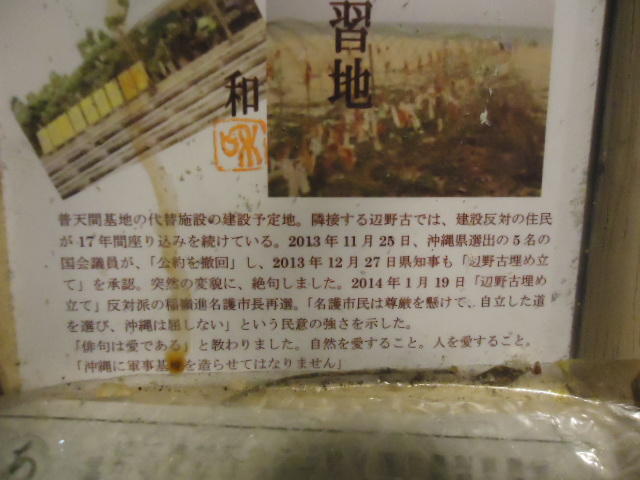 習地
和
普天間基地の代替施設の建設予定地。隣接する辺野古では、建設反対の住民
が17年間座り込みを続けている。2013年11月25日、沖縄県選出の5名の
国会議員が、「公約を撤回」し、2013年12月27日県知事も「辺野古埋め立
て」を承認。突然の変貌に、絶句しました。2014年1月19日「辺野古埋め
立て」反対派の稲嶺進名護市長再選。「名護市民は尊厳を懸けて、自立した道
を選び、沖縄は屈しない」という民意の強さを示した。
「俳句は愛である」と教わりました。自然を愛すること。人を愛すること。
「沖縄に軍事基地を造らせてはなりません」